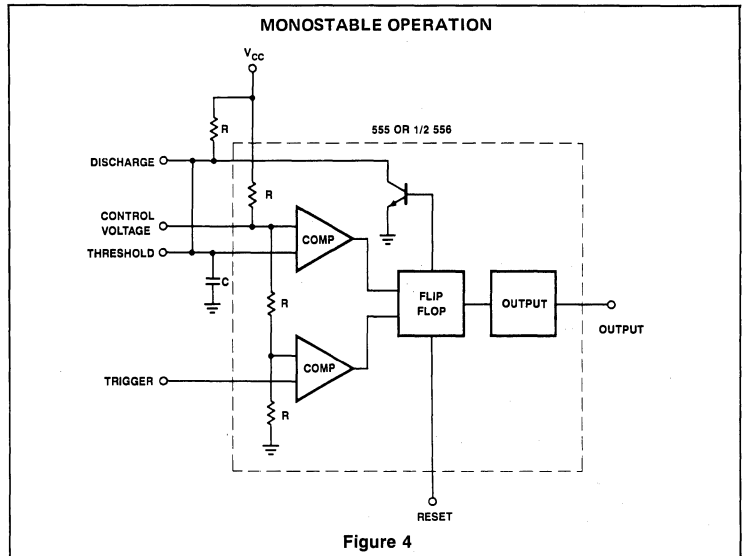 MONOSTABLE OPERATION
VCC
R
555 OR 1/2 556
DISCHARGE
R
CONTROL
VOLTAGE
COMP
THRESHOLD
C
R
FLIP
FLOP
OUTPUT
OUTPUT
COMP
TRIGGER
R
RESET
Figure 4